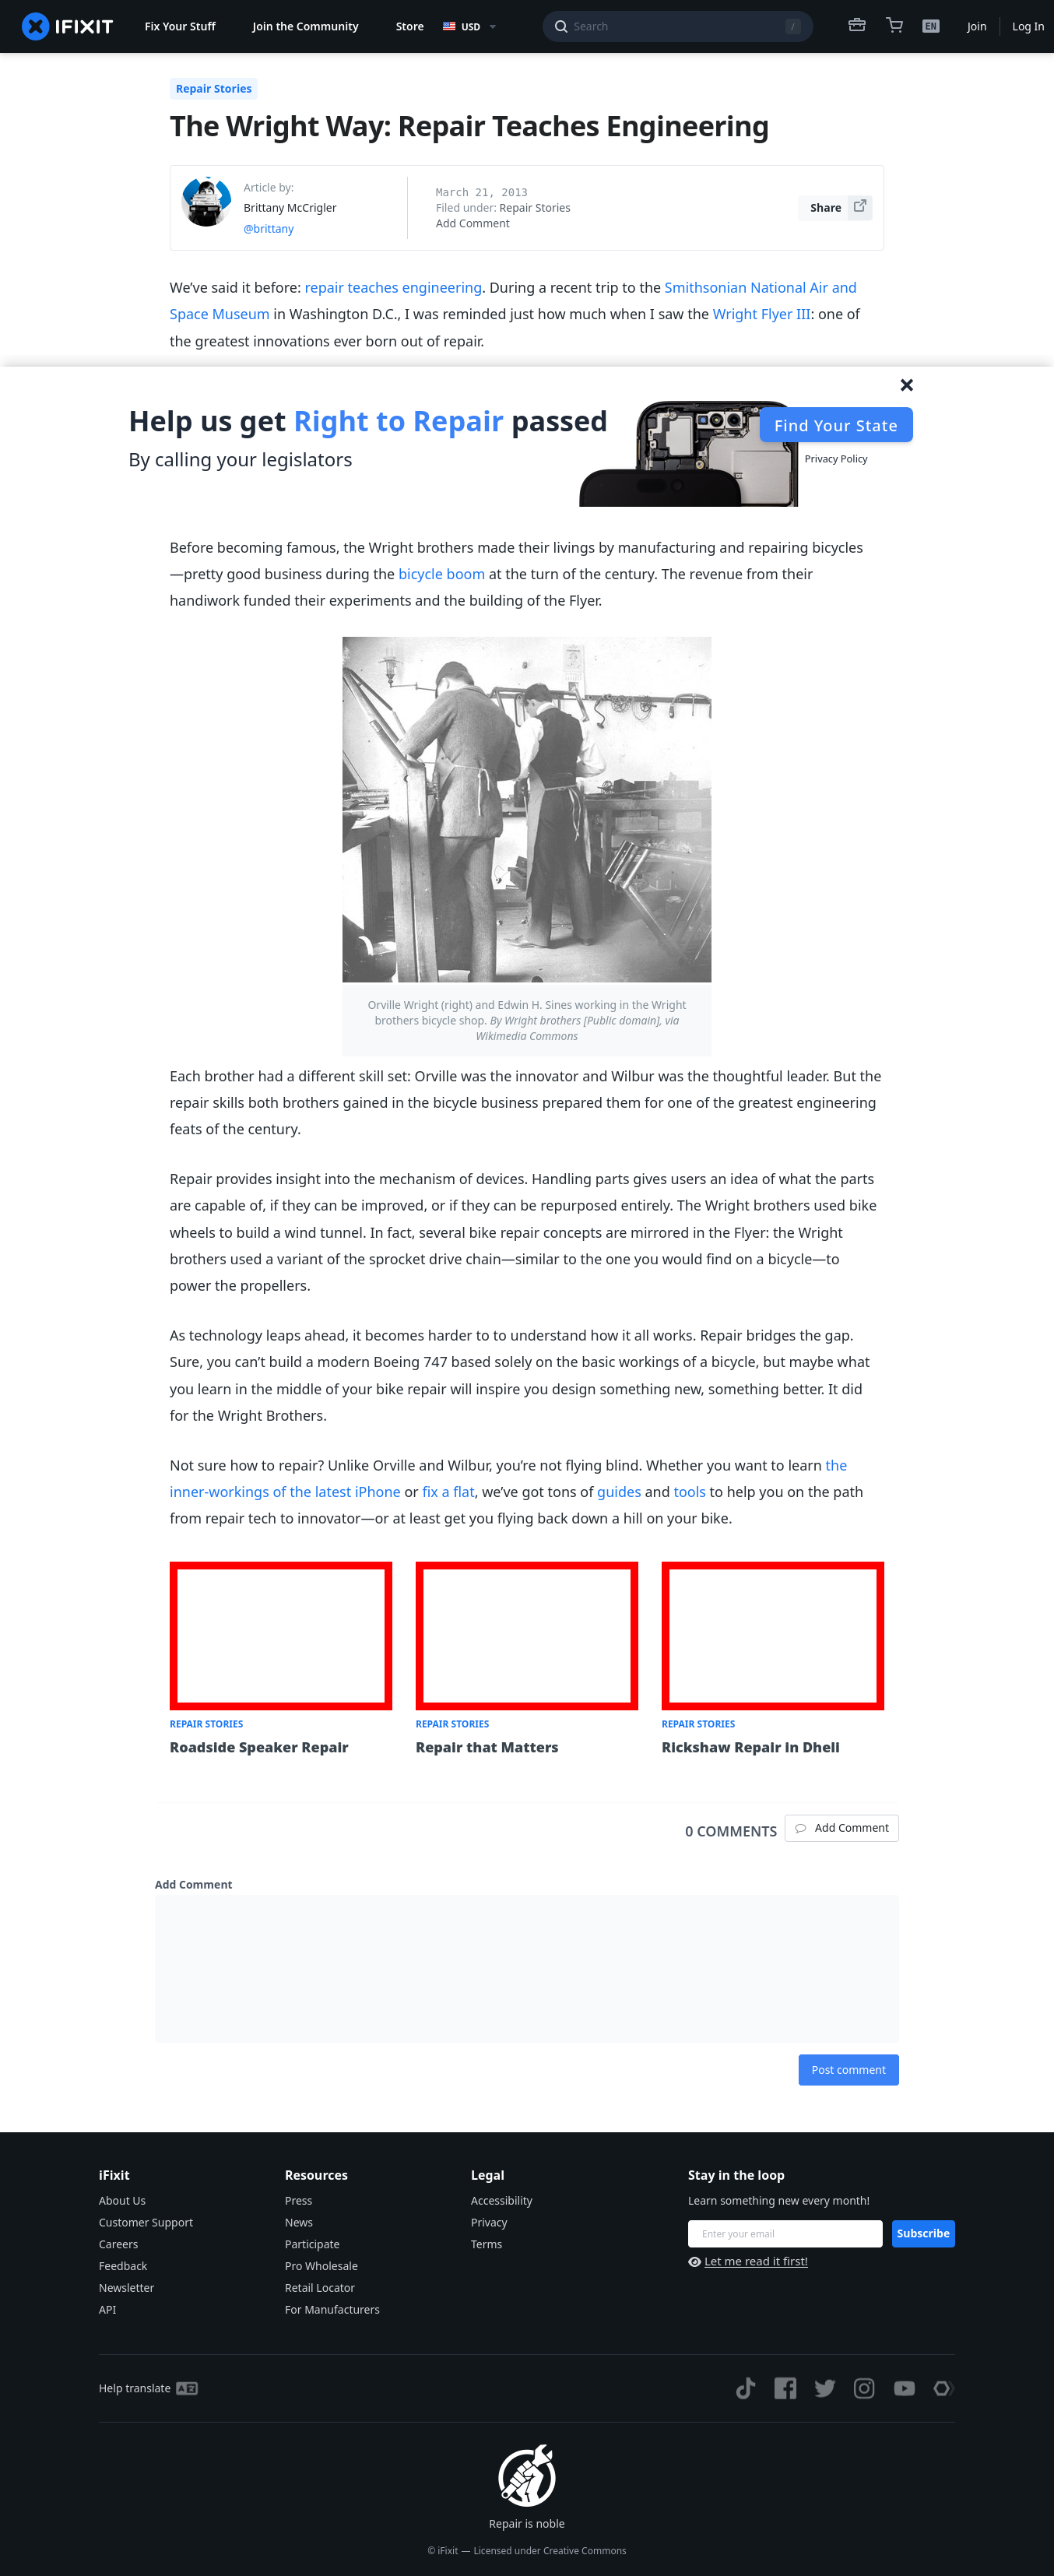 IFIXIT
Fix Your Stuff
Join the Community
Store
USD
Search
/
EN
Join
Log In
Repair Stories
The Wright Way: Repair Teaches Engineering
Article by:
Brittany McCrigler
@brittany
March 21, 2013
Filed under: Repair Stories
Add Comment
Share
We’ve said it before: repair teaches engineering. During a recent trip to the Smithsonian National Air and
Space Museum in Washington D.C., I was reminded just how much when I saw the Wright Flyer III: one of
the greatest innovations ever born out of repair.
Help us get Right to Repair passed
By calling your legislators
Find Your State
Privacy Policy
Before becoming famous, the Wright brothers made their livings by manufacturing and repairing bicycles
—pretty good business during the bicycle boom at the turn of the century. The revenue from their
handiwork funded their experiments and the building of the Flyer.
Orville Wright (right) and Edwin H. Sines working in the Wright
brothers bicycle shop. By Wright brothers [Public domain], via
Wikimedia Commons
Each brother had a different skill set: Orville was the innovator and Wilbur was the thoughtful leader. But the
repair skills both brothers gained in the bicycle business prepared them for one of the greatest engineering
feats of the century.
Repair provides insight into the mechanism of devices. Handling parts gives users an idea of what the parts
are capable of, if they can be improved, or if they can be repurposed entirely. The Wright brothers used bike
wheels to build a wind tunnel. In fact, several bike repair concepts are mirrored in the Flyer: the Wright
brothers used a variant of the sprocket drive chain—similar to the one you would find on a bicycle—to
power the propellers.
As technology leaps ahead, it becomes harder to to understand how it all works. Repair bridges the gap.
Sure, you can’t build a modern Boeing 747 based solely on the basic workings of a bicycle, but maybe what
you learn in the middle of your bike repair will inspire you design something new, something better. It did
for the Wright Brothers.
Not sure how to repair? Unlike Orville and Wilbur, you’re not flying blind. Whether you want to learn the
inner-workings of the latest iPhone or fix a flat, we’ve got tons of guides and tools to help you on the path
from repair tech to innovator—or at least get you flying back down a hill on your bike.
REPAIR STORIES
Roadside Speaker Repair
REPAIR STORIES
Repair that Matters
REPAIR STORIES
Rickshaw Repair in Dheli
0 COMMENTS
Add Comment
Add Comment
Post comment
iFixit
About Us
Customer Support
Careers
Feedback
Newsletter
API
Resources
Press
News
Participate
Pro Wholesale
Retail Locator
For Manufacturers
Legal
Accessibility
Privacy
Terms
Stay in the loop
Learn something new every month!
Enter your email
Subscribe
Let me read it first!
Help translate
Repair is noble
© iFixit — Licensed under Creative Commons